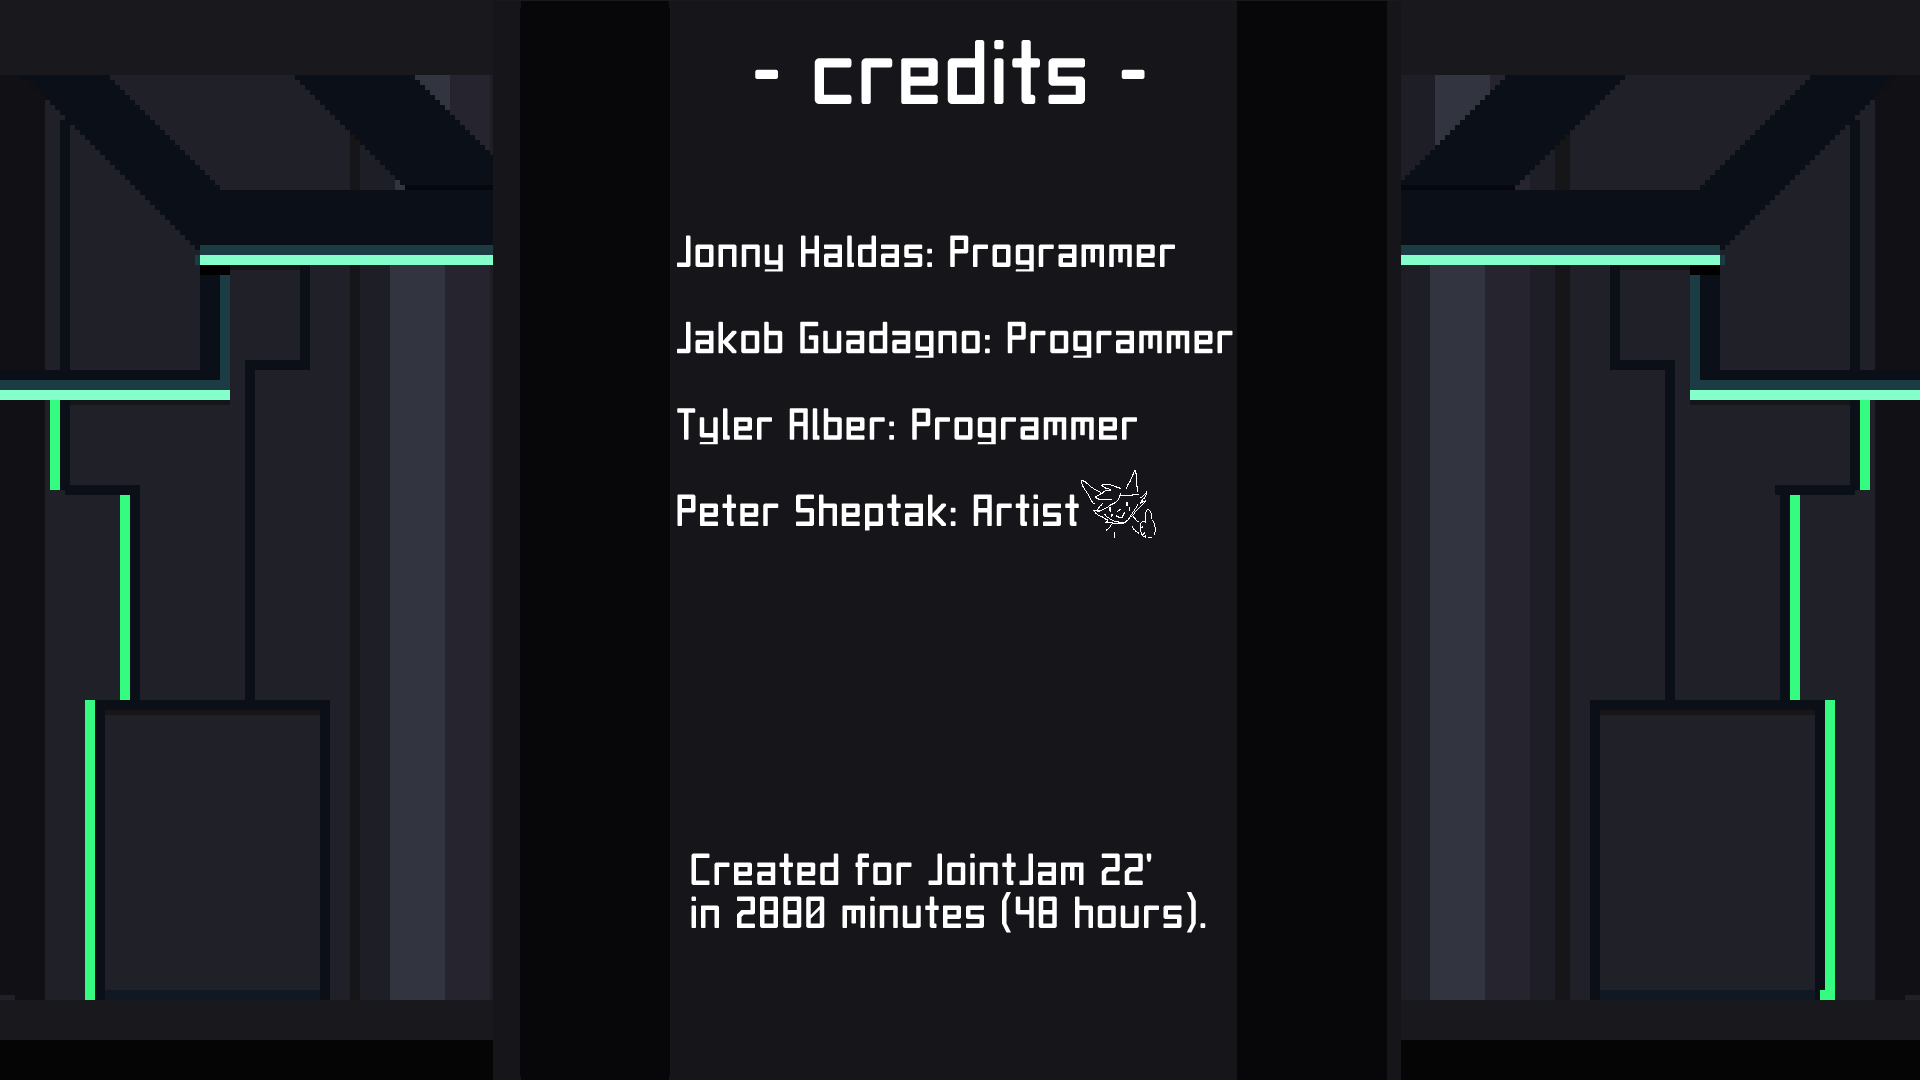 - credits -
Jonny Haldas: Programmer
Jakob Guadagno: Programmer
Tyler Alber: Programmer
Peter Sheptak: Artist
Created for JointJam 22'
in 2880 minutes (48 hours).